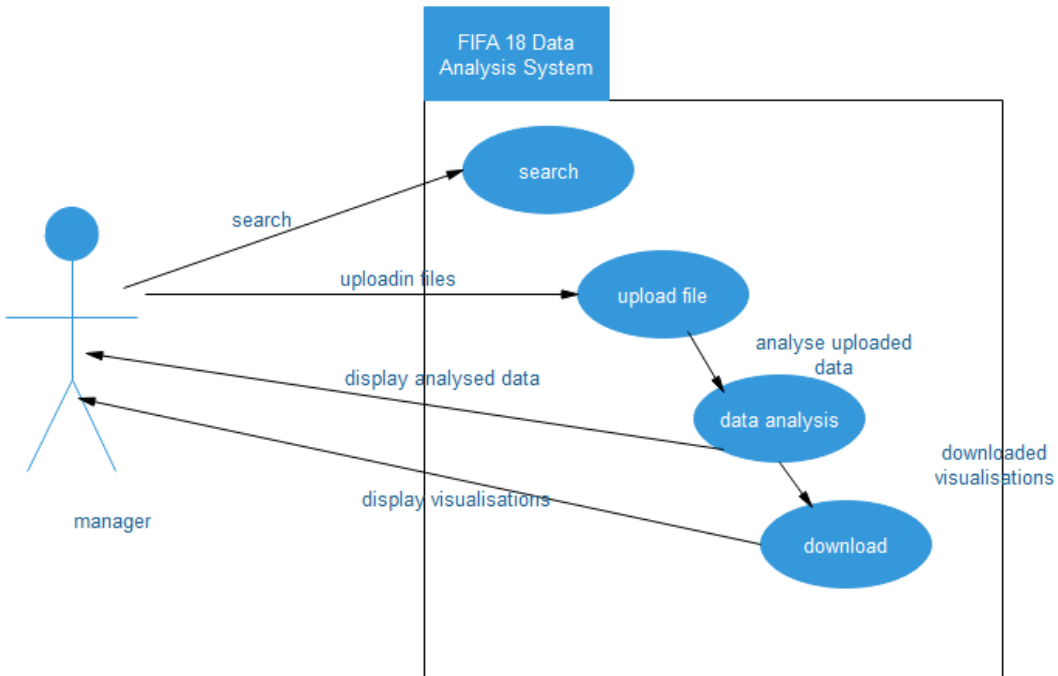 FIFA 18 Data
Analysis System
search
search
uploadin files
upload file
analyse uploaded
data
display analysed data
data analysis
downloaded
visualisations
display visualisations
manager
download